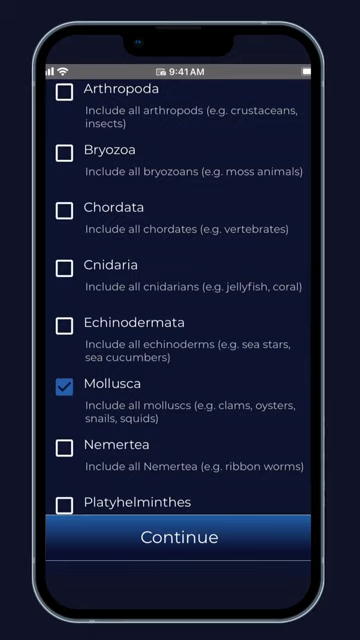 9:41 AM
Arthropoda
Include all arthropods (e.g. crustaceans,
insects)
Bryozoa
Include all bryozoans (e.g. moss animals)
Chordata
Include all chordates (e.g. vertebrates)
Cnidaria
Include all cnidarians (e.g. jellyfish, coral)
Echinodermata
Include all echinoderms (e.g. sea stars,
sea cucumbers)
Mollusca
Include all molluscs (e.g. clams, oysters,
snails, squids)
Nemertea
Include all Nemertea (e.g. ribbon worms)
Platyhelminthes
Continue